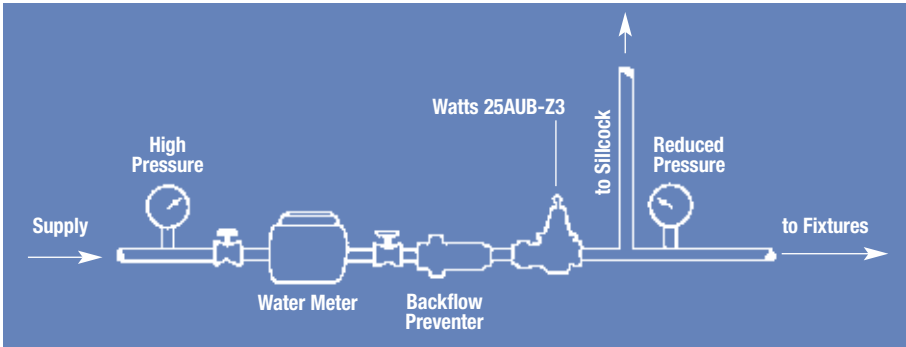 Watts 25AUB-Z3
High
Pressure
to Sillcock
Reduced
Pressure
Supply
to Fixtures
Water Meter
Backflow
Preventer